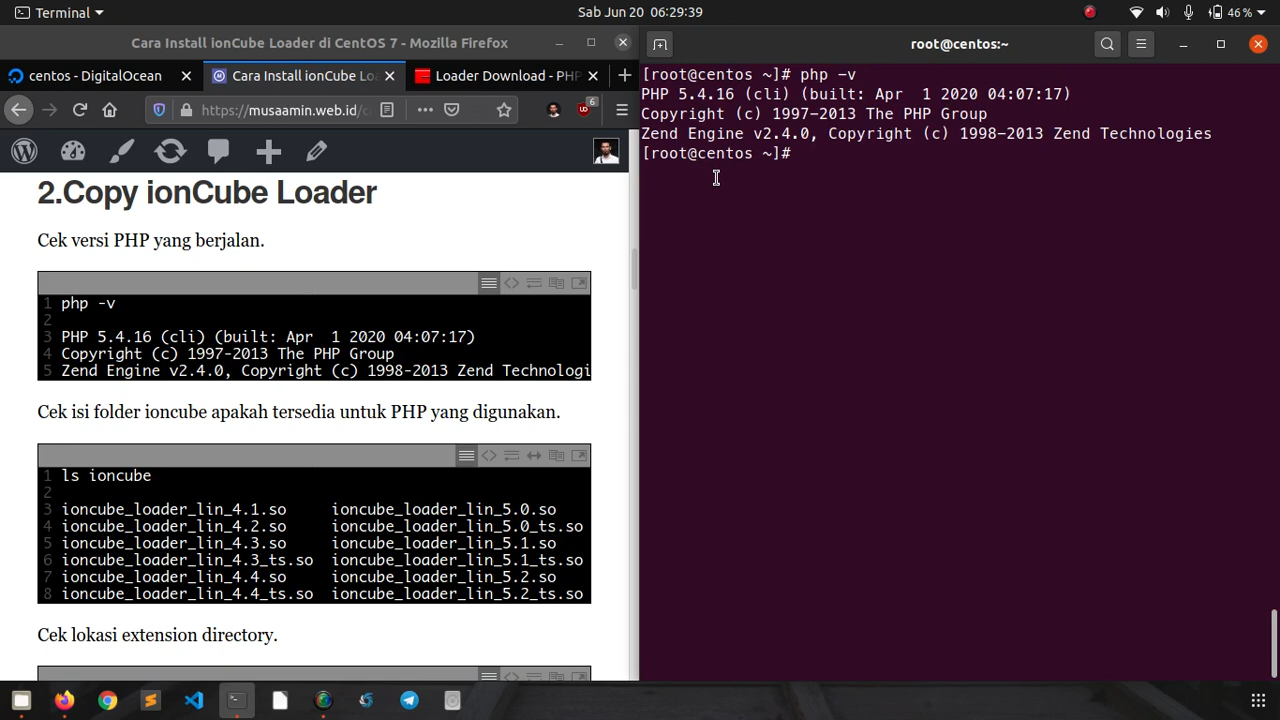 Terminal
Sab Jun 20 06:29:39
46%
Cara Install ionCube Loader di CentOS 7 - Mozilla Firefox
root@centos:~
centos - DigitalOcean
Cara Install ionCube Lo
Loader Download - PHP
https://musaamin.web.id/c
6
2.Copy ionCube Loader
Cek versi PHP yang berjalan.
1 php -v
2
3 PHP 5.4.16 (cli) (built: Apr  1 2020 04:07:17)
4 Copyright (c) 1997-2013 The PHP Group
5 Zend Engine v2.4.0, Copyright (c) 1998-2013 Zend Technologi
Cek isi folder ioncube apakah tersedia untuk PHP yang digunakan.
1 ls ioncube
2
3 ioncube_loader_lin_4.1.so     ioncube_loader_lin_5.0.so
4 ioncube_loader_lin_4.2.so     ioncube_loader_lin_5.0_ts.so
5 ioncube_loader_lin_4.3.so     ioncube_loader_lin_5.1.so
6 ioncube_loader_lin_4.3_ts.so  ioncube_loader_lin_5.1_ts.so
7 ioncube_loader_lin_4.4.so     ioncube_loader_lin_5.2.so
8 ioncube_loader_lin_4.4_ts.so  ioncube_loader_lin_5.2_ts.so
Cek lokasi extension directory.
[root@centos ~]# php -v
PHP 5.4.16 (cli) (built: Apr  1 2020 04:07:17)
Copyright (c) 1997-2013 The PHP Group
Zend Engine v2.4.0, Copyright (c) 1998-2013 Zend Technologies
[root@centos ~]#